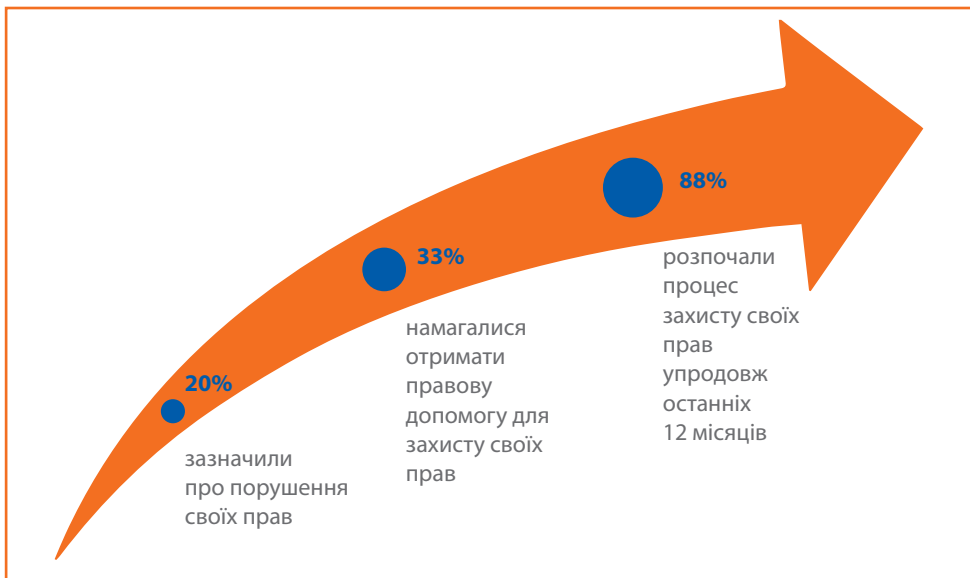 20%
зазначили
про порушення
своїх прав
33%
намагалися
отримати
правову
допомогу для
захисту своїх
прав
88%
розпочали
процес
захисту своїх
прав
упродовж
останніх
12 місяців